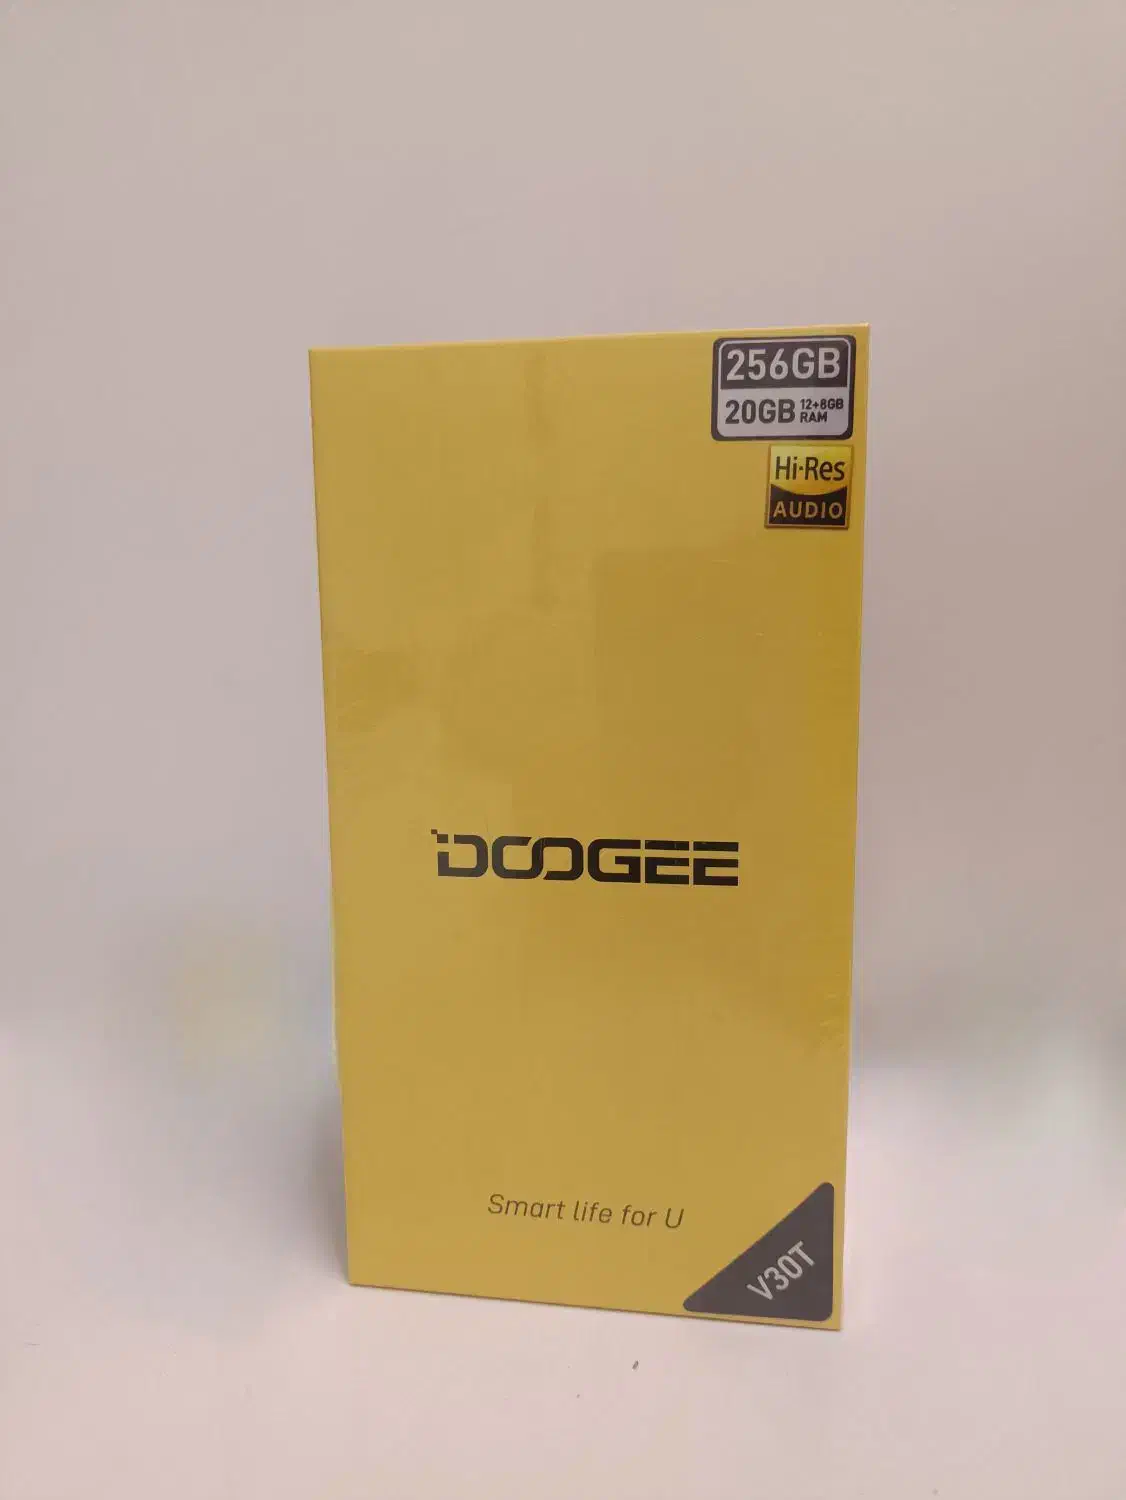 256GB
20GB 12+8GB RAM
Hi-Res
AUDIO
DOOGEE
Smart life for U
V30T